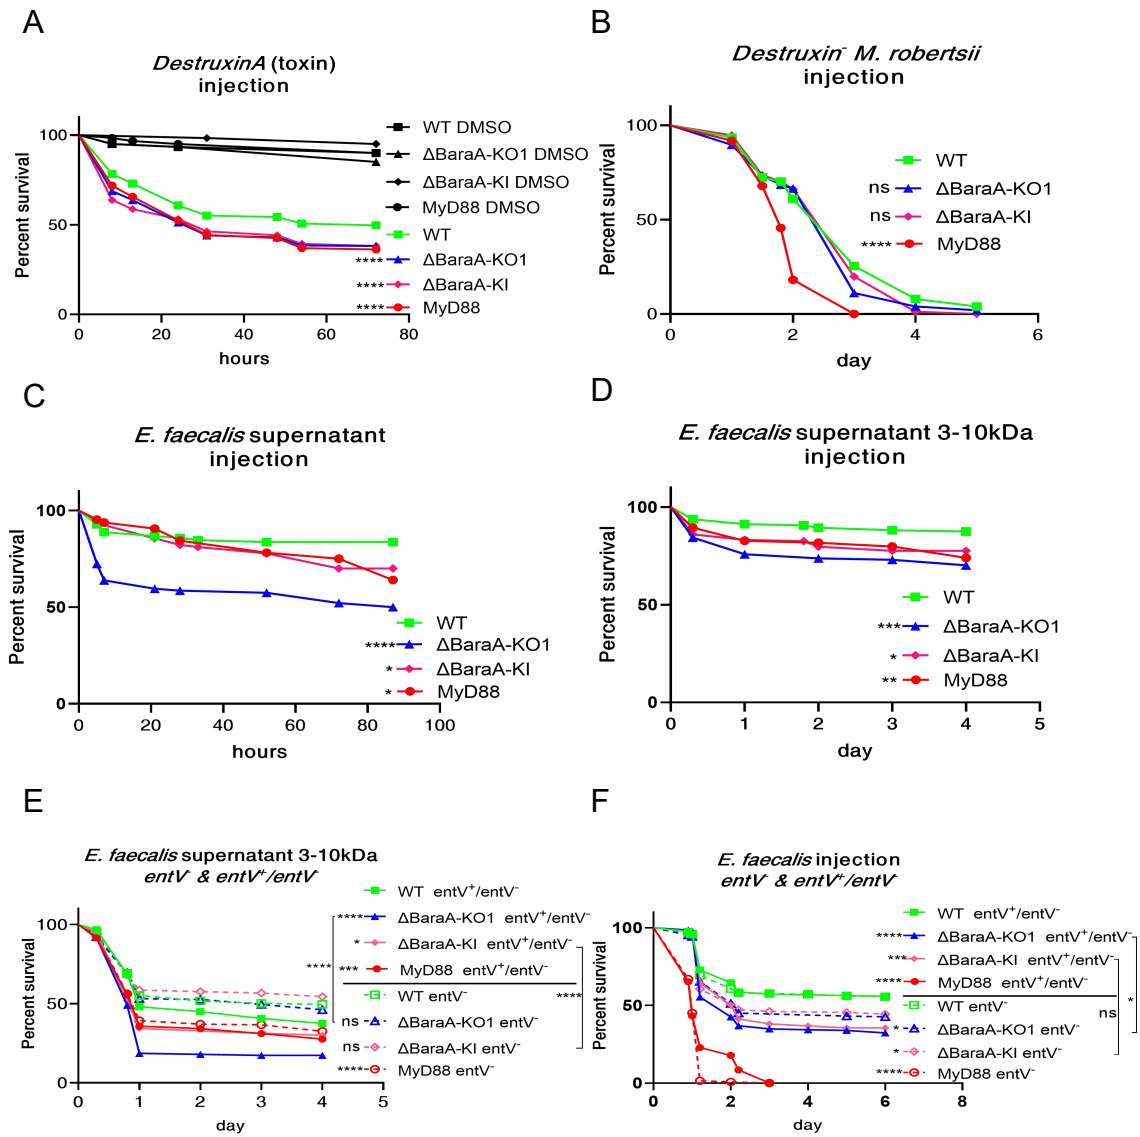 A
DestruxinA (toxin)
injection
Percent survival
100
50
0
0 20 40 60 80
hours
WT DMSO
ΔBaraA-KO1 DMSO
ΔBaraA-KI DMSO
MyD88 DMSO
WT
**** ΔBaraA-KO1
**** ΔBaraA-KI
**** MyD88
B
Destruxin⁻ M. robertsii
injection
Percent survival
100
50
0
0 2 4 6
day
WT
ns ΔBaraA-KO1
ns ΔBaraA-KI
**** MyD88
C
E. faecalis supernatant
injection
Percent survival
100
50
0
0 20 40 60 80 100
hours
WT
**** ΔBaraA-KO1
* ΔBaraA-KI
* MyD88
D
E. faecalis supernatant 3-10kDa
injection
Percent survival
100
50
0
0 1 2 3 4 5
day
WT
*** ΔBaraA-KO1
* ΔBaraA-KI
** MyD88
E
E. faecalis supernatant 3-10kDa
entV⁻ & entV⁺/entV⁻
Percent survival
100
50
0
0 1 2 3 4 5
day
WT entV⁺/entV⁻
**** ΔBaraA-KO1 entV⁺/entV⁻
* ΔBaraA-KI entV⁺/entV⁻
**** *** MyD88 entV⁺/entV⁻
WT entV⁻ ****
ns ΔBaraA-KO1 entV⁻
ns ΔBaraA-KI entV⁻
**** MyD88 entV⁻
F
E. faecalis injection
entV⁻ & entV⁺/entV⁻
Percent survival
100
50
0
0 2 4 6 8
day
WT entV⁺/entV⁻
**** ΔBaraA-KO1 entV⁺/entV⁻
*** ΔBaraA-KI entV⁺/entV⁻
**** MyD88 entV⁺/entV⁻
WT entV⁻ ns *
* ΔBaraA-KO1 entV⁻
* ΔBaraA-KI entV⁻
**** MyD88 entV⁻